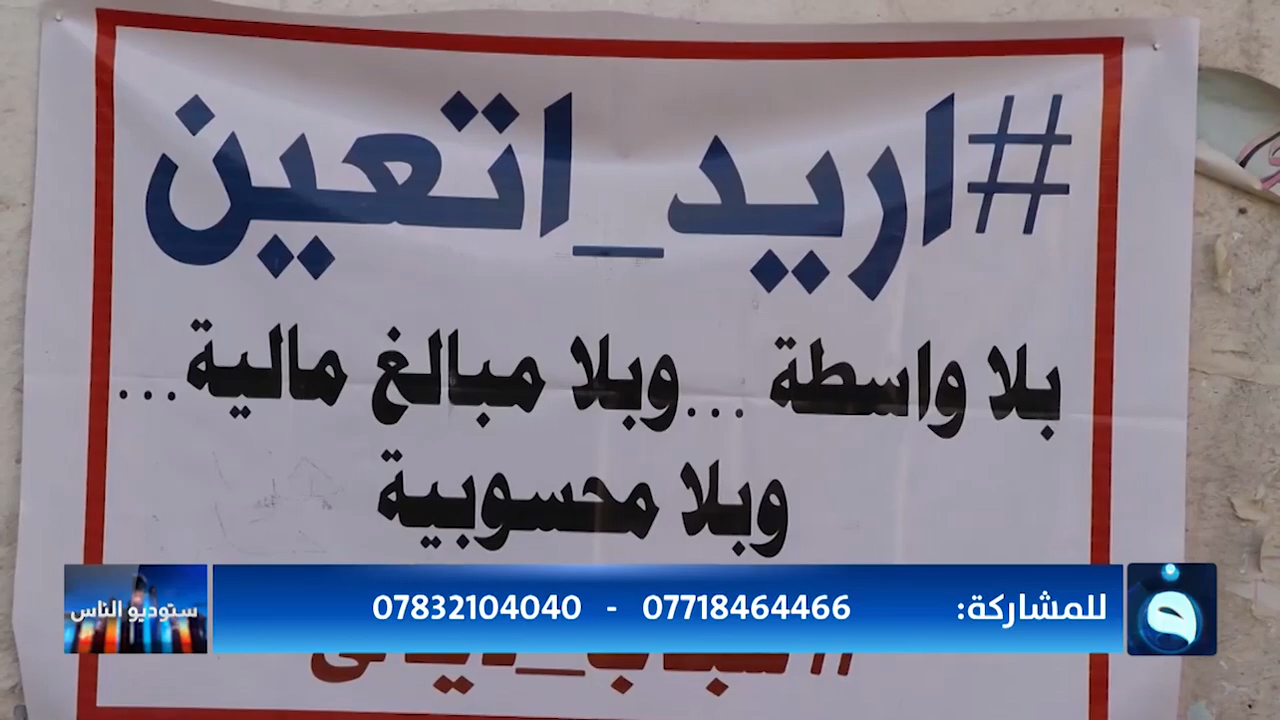 #اريد_اتعين
بلا واسطة ...وبلا مبالغ مالية...
وبلا محسوبية
للمشاركة: 07718464466 - 07832104040
ستوديو الناس